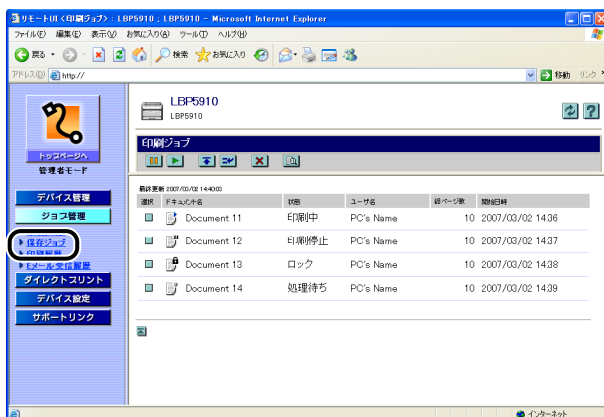 リモートUI <印刷ジョブ> : LBP5910 ; LBP5910 - Microsoft Internet Explorer
ファイル(F) 編集(E) 表示(V) お気に入り(A) ツール(T) ヘルプ(H)
戻る 検索 お気に入り
アドレス(D) http:// 移動 リンク
LBP5910
LBP5910
トップページへ
管理者モード
デバイス管理
ジョブ管理
保存ジョブ
印刷履歴
Eメール受信履歴
ダイレクトプリント
デバイス設定
サポートリンク
印刷ジョブ
最終更新 2007/03/02 14:40:03
選択 ドキュメント名 状態 ユーザ名 総ページ数 開始日時
Document 11 印刷中 PC's Name 10 2007/03/02 14:36
Document 12 印刷停止 PC's Name 10 2007/03/02 14:37
Document 13 ロック PC's Name 10 2007/03/02 14:38
Document 14 処理待ち PC's Name 10 2007/03/02 14:39
インターネット